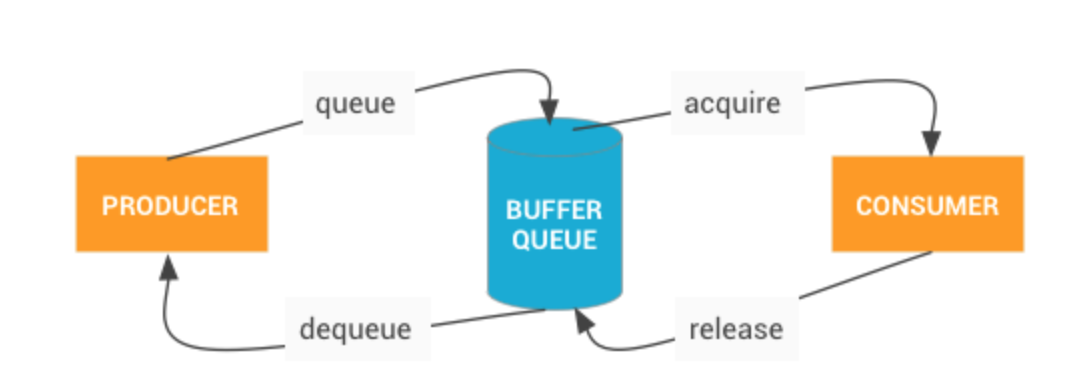 queue
acquire
PRODUCER
BUFFER
QUEUE
CONSUMER
dequeue
release